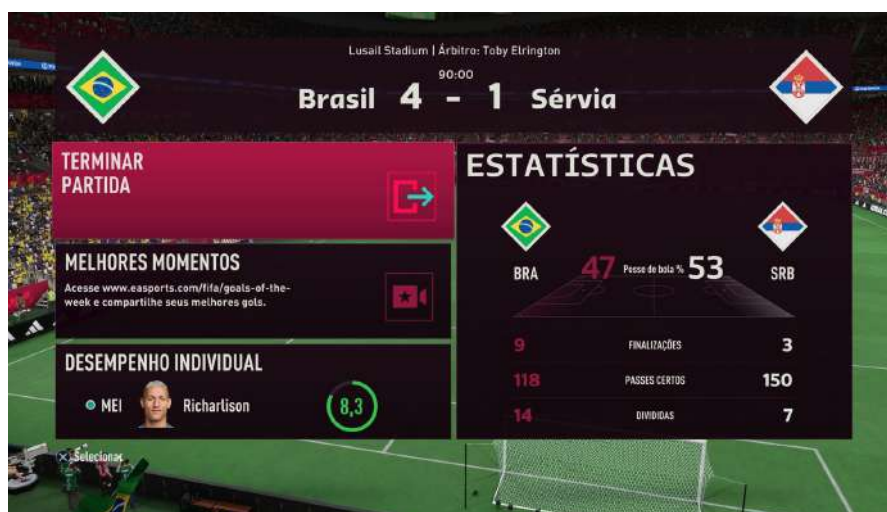 Lusail Stadium | Árbitro: Toby Elrington
90:00
Brasil 4 - 1 Sérvia
TERMINAR
PARTIDA
MELHORES MOMENTOS
Acesse www.easports.com/fifa/goals-of-the-
week e compartilhe seus melhores gols.
DESEMPENHO INDIVIDUAL
MEI Richarlison 8,3
Selecionar
ESTATÍSTICAS
BRA 47 Posse de bola % 53 SRB
9 FINALIZAÇÕES 3
118 PASSES CERTOS 150
14 DIVIDIDAS 7